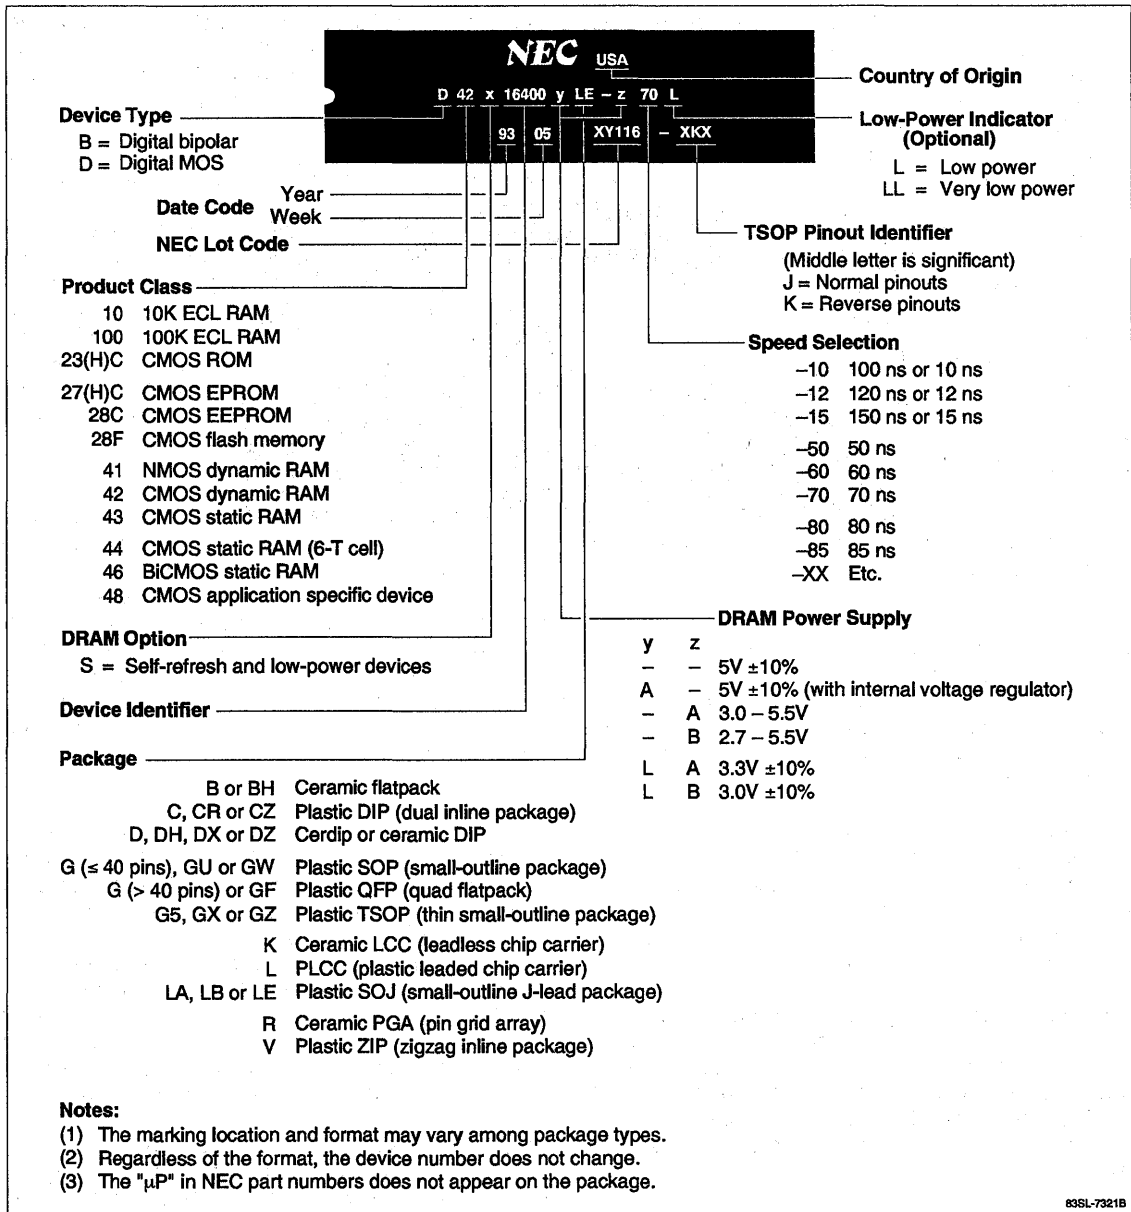 NEC USA
D 42 x 16400 y LE – z 70 L
93 05 XY116 – XKX
Country of Origin
Device Type
B = Digital bipolar
D = Digital MOS
Low-Power Indicator
(Optional)
L = Low power
LL = Very low power
Date Code
Year
Week
NEC Lot Code
TSOP Pinout Identifier
(Middle letter is significant)
J = Normal pinouts
K = Reverse pinouts
Product Class
10 10K ECL RAM
100 100K ECL RAM
23(H)C CMOS ROM
27(H)C CMOS EPROM
28C CMOS EEPROM
28F CMOS flash memory
41 NMOS dynamic RAM
42 CMOS dynamic RAM
43 CMOS static RAM
44 CMOS static RAM (6-T cell)
46 BiCMOS static RAM
48 CMOS application specific device
Speed Selection
–10 100 ns or 10 ns
–12 120 ns or 12 ns
–15 150 ns or 15 ns
–50 50 ns
–60 60 ns
–70 70 ns
–80 80 ns
–85 85 ns
–XX Etc.
DRAM Option
S = Self-refresh and low-power devices
Device Identifier
DRAM Power Supply
y z
– – 5V ±10%
A – 5V ±10% (with internal voltage regulator)
– A 3.0 – 5.5V
– B 2.7 – 5.5V
L A 3.3V ±10%
L B 3.0V ±10%
Package
B or BH Ceramic flatpack
C, CR or CZ Plastic DIP (dual inline package)
D, DH, DX or DZ Cerdip or ceramic DIP
G (≤ 40 pins), GU or GW Plastic SOP (small-outline package)
G (> 40 pins) or GF Plastic QFP (quad flatpack)
G5, GX or GZ Plastic TSOP (thin small-outline package)
K Ceramic LCC (leadless chip carrier)
L PLCC (plastic leaded chip carrier)
LA, LB or LE Plastic SOJ (small-outline J-lead package)
R Ceramic PGA (pin grid array)
V Plastic ZIP (zigzag inline package)
Notes:
(1) The marking location and format may vary among package types.
(2) Regardless of the format, the device number does not change.
(3) The "µP" in NEC part numbers does not appear on the package.
83SL-7321B